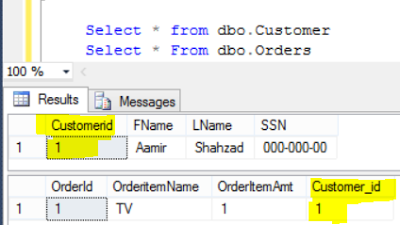 Select * from dbo.Customer
Select * From dbo.Orders
100 %
Results Messages
Customerid FName LName SSN
1 1 Aamir Shahzad 000-000-00
OrderId OrderitemName OrderItemAmt Customer_id
1 1 TV 1 1